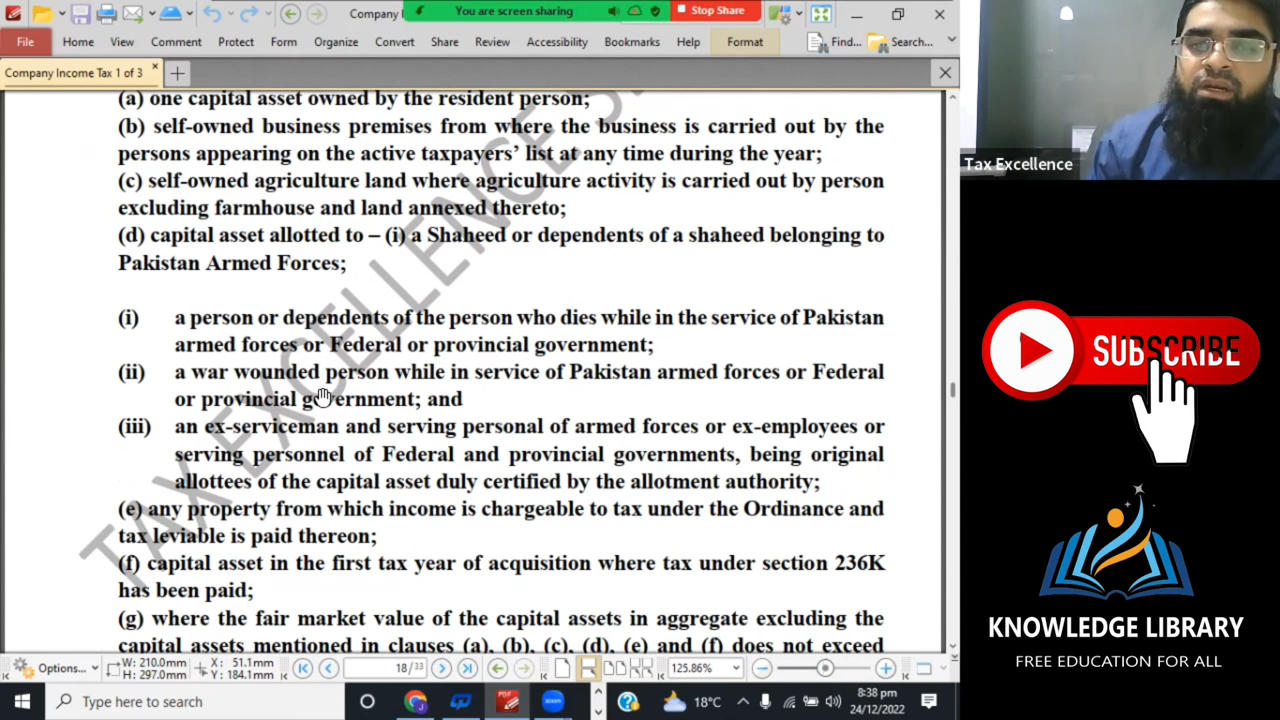 Company I
You are screen sharing
Stop Share
File Home View Comment Protect Form Organize Convert Share Review Accessibility Bookmarks Help Format Find... Search...
Company Income Tax 1 of 3
(a) one capital asset owned by the resident person;
(b) self-owned business premises from where the business is carried out by the
persons appearing on the active taxpayers' list at any time during the year;
(c) self-owned agriculture land where agriculture activity is carried out by person
excluding farmhouse and land annexed thereto;
(d) capital asset allotted to – (i) a Shaheed or dependents of a shaheed belonging to
Pakistan Armed Forces;
(i) a person or dependents of the person who dies while in the service of Pakistan
armed forces or Federal or provincial government;
(ii) a war wounded person while in service of Pakistan armed forces or Federal
or provincial government; and
(iii) an ex-serviceman and serving personal of armed forces or ex-employees or
serving personnel of Federal and provincial governments, being original
allottees of the capital asset duly certified by the allotment authority;
(e) any property from which income is chargeable to tax under the Ordinance and
tax leviable is paid thereon;
(f) capital asset in the first tax year of acquisition where tax under section 236K
has been paid;
(g) where the fair market value of the capital assets in aggregate excluding the
capital assets mentioned in clauses (a), (b), (c), (d), (e) and (f) does not exceed
TAX EXCELLENCE
Tax Excellence
SUBSCRIBE
KNOWLEDGE LIBRARY
FREE EDUCATION FOR ALL
Options...
W: 210.0mm
H: 297.0mm
X: 51.1mm
Y: 184.1mm
18 / 33
125.86%
Type here to search
18°C
8:38 pm
24/12/2022